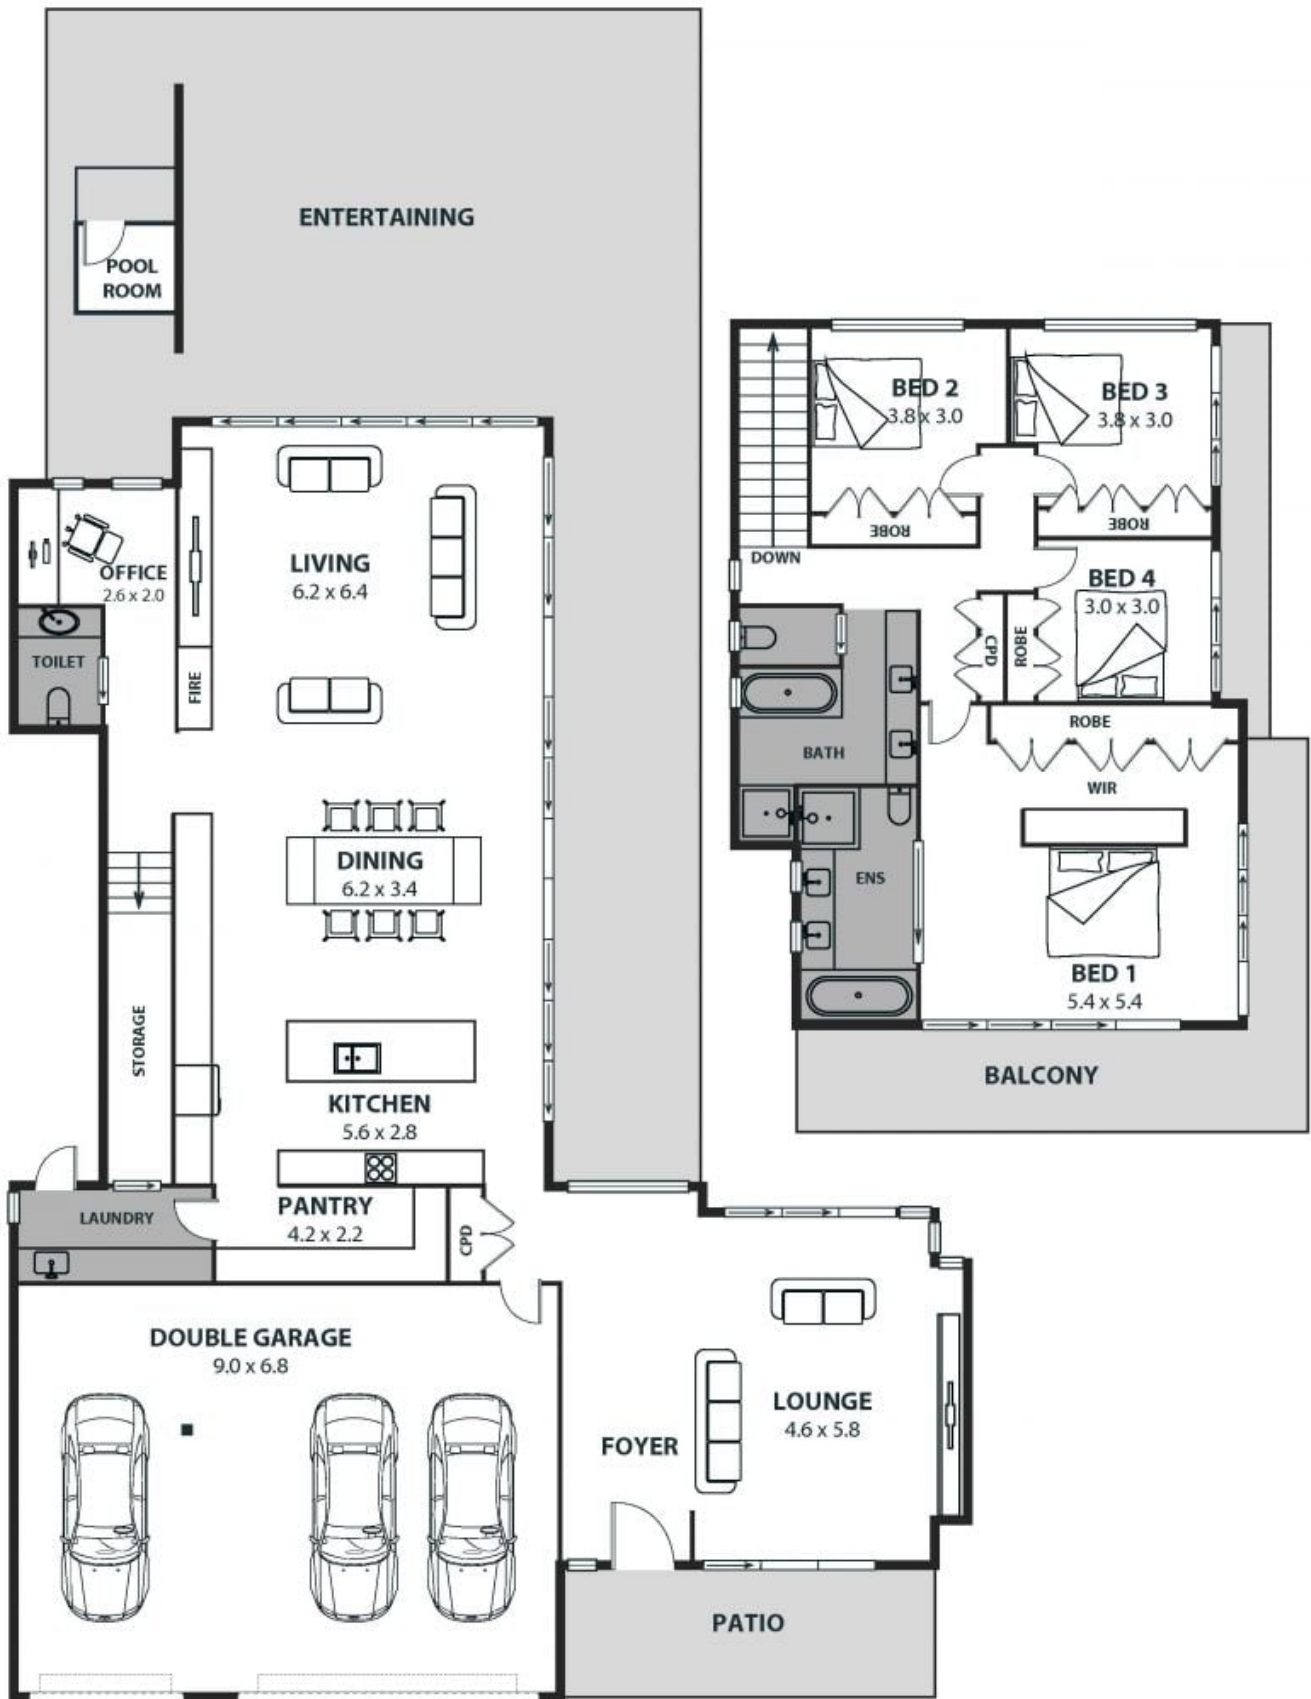 ENTERTAINING
POOL
ROOM
LIVING
6.2 x 6.4
OFFICE
2.6 x 2.0
TOILET
FIRE
DINING
6.2 x 3.4
STORAGE
KITCHEN
5.6 x 2.8
PANTRY
4.2 x 2.2
LAUNDRY
CPD
DOUBLE GARAGE
9.0 x 6.8
FOYER
LOUNGE
4.6 x 5.8
PATIO
BED 2
3.8 x 3.0
BED 3
3.8 x 3.0
ROBE
ROBE
DOWN
BED 4
3.0 x 3.0
CPD
ROBE
ROBE
BATH
WIR
ENS
BED 1
5.4 x 5.4
BALCONY